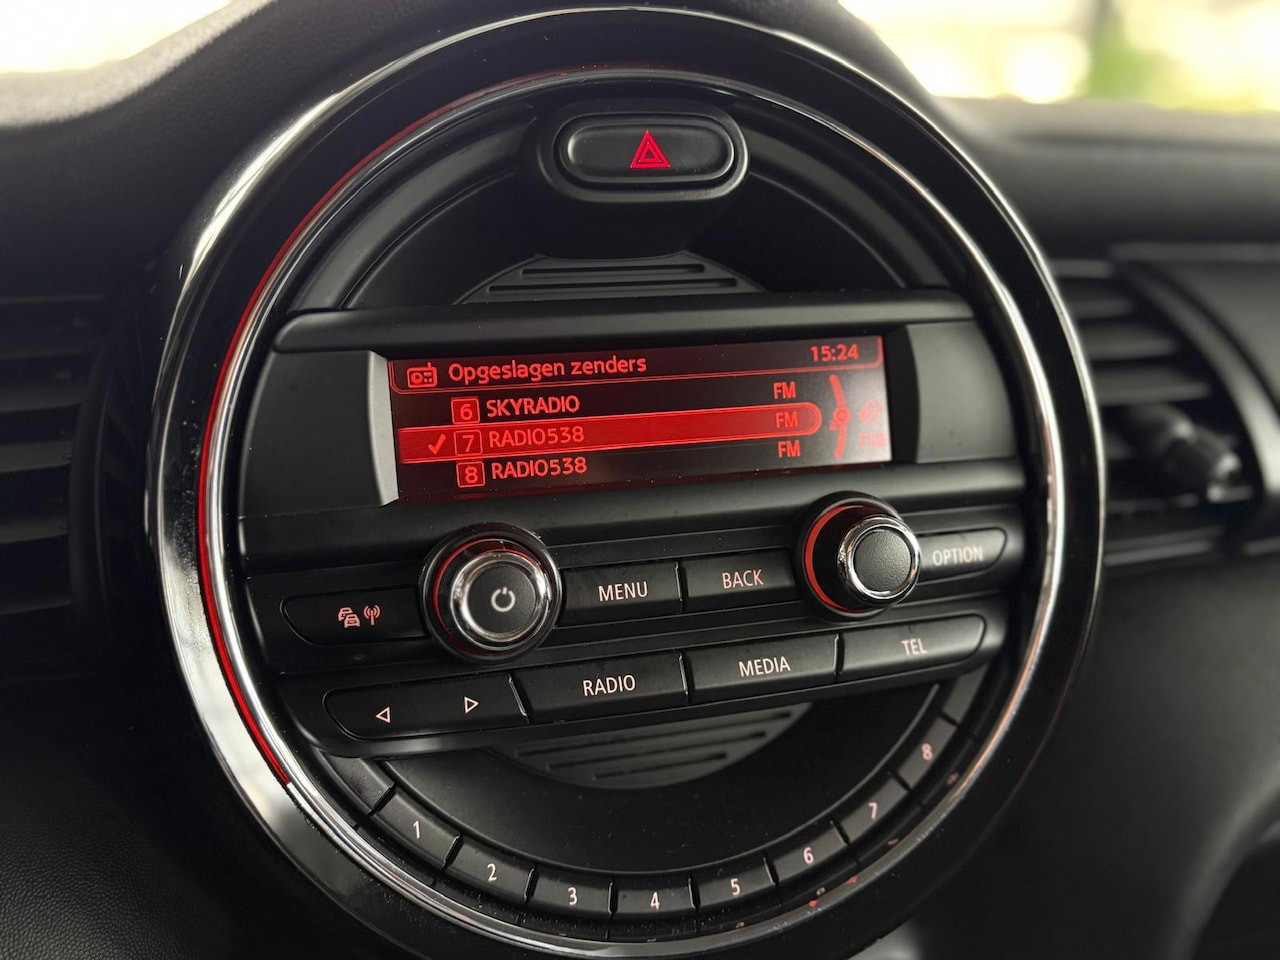 Opgeslagen zenders 15:24
6 SKYRADIO FM
7 RADIO538 FM
8 RADIO538 FM
MENU BACK OPTION
RADIO MEDIA TEL
1 2 3 4 5 6 7 8